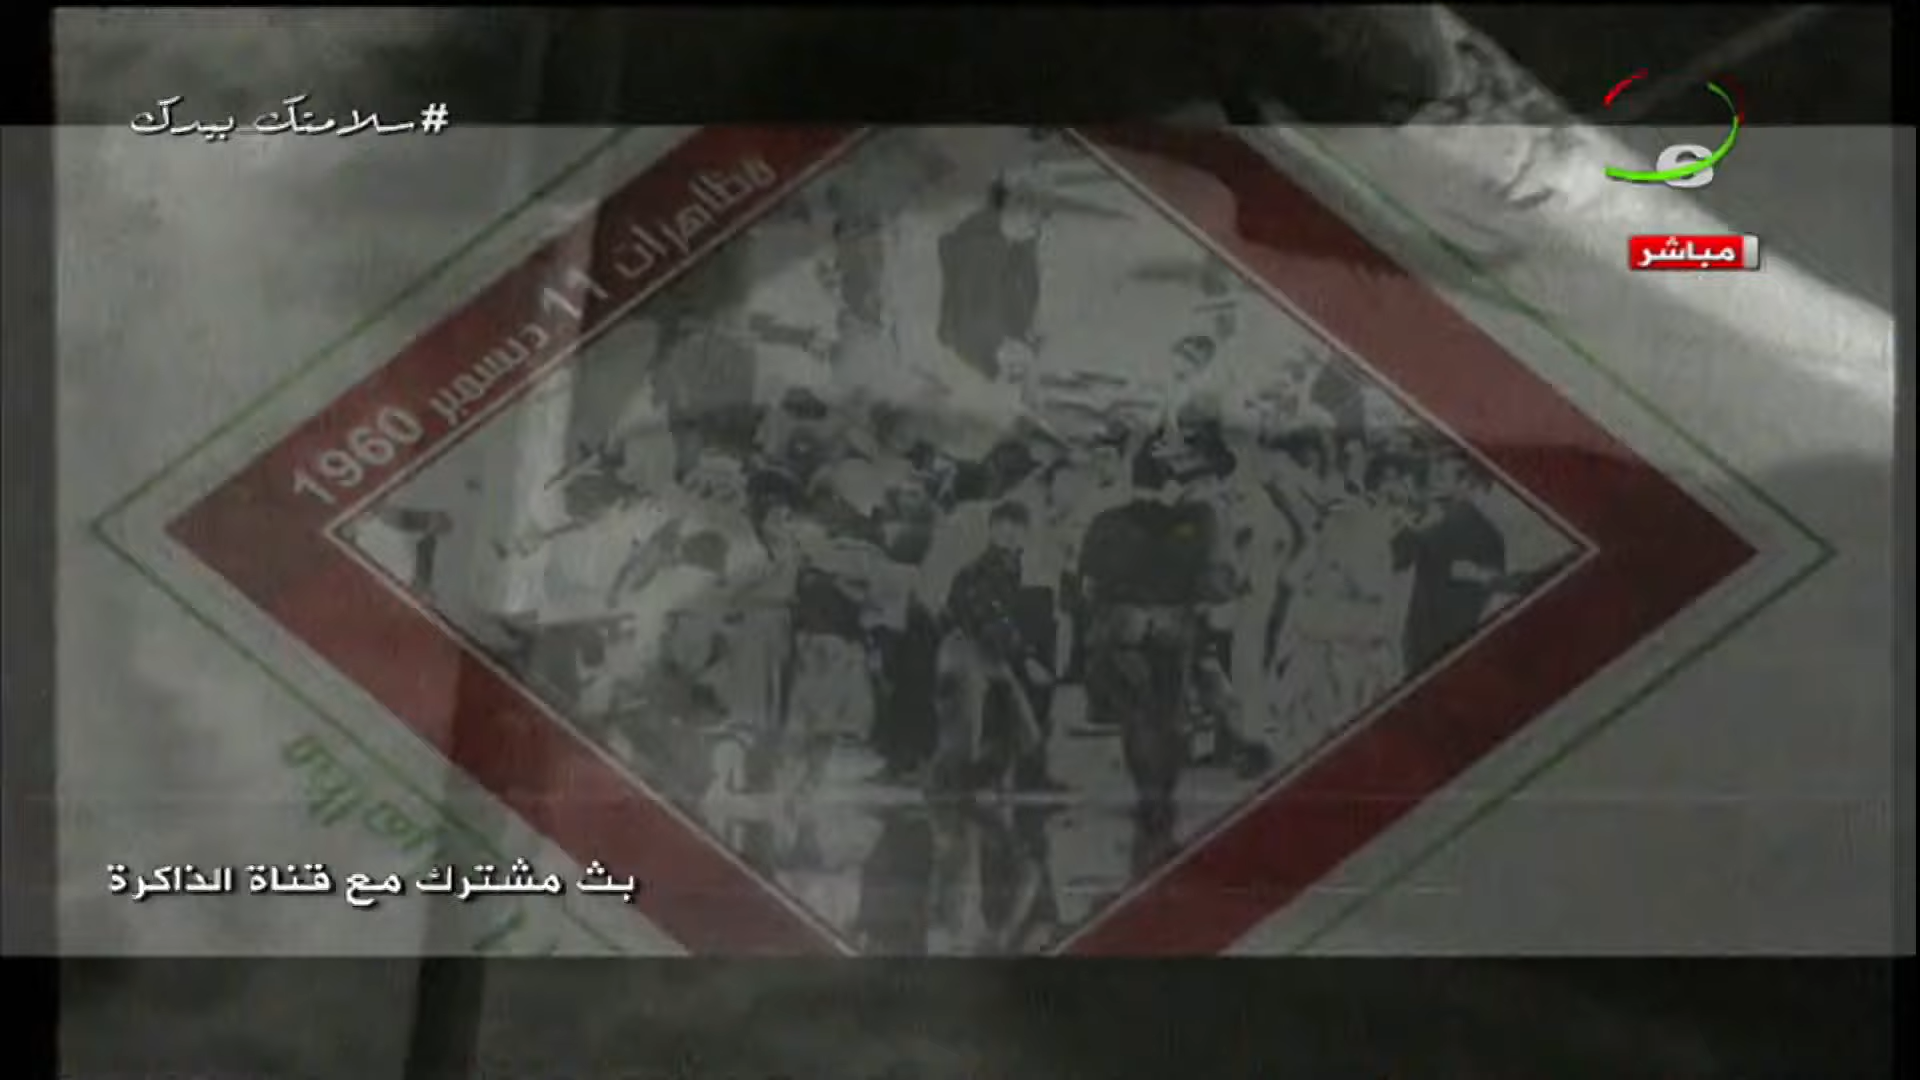 #سلامتك بيدك
مباشر
مظاهرات 11 ديسمبر 1960
بث مشترك مع قناة الذاكرة